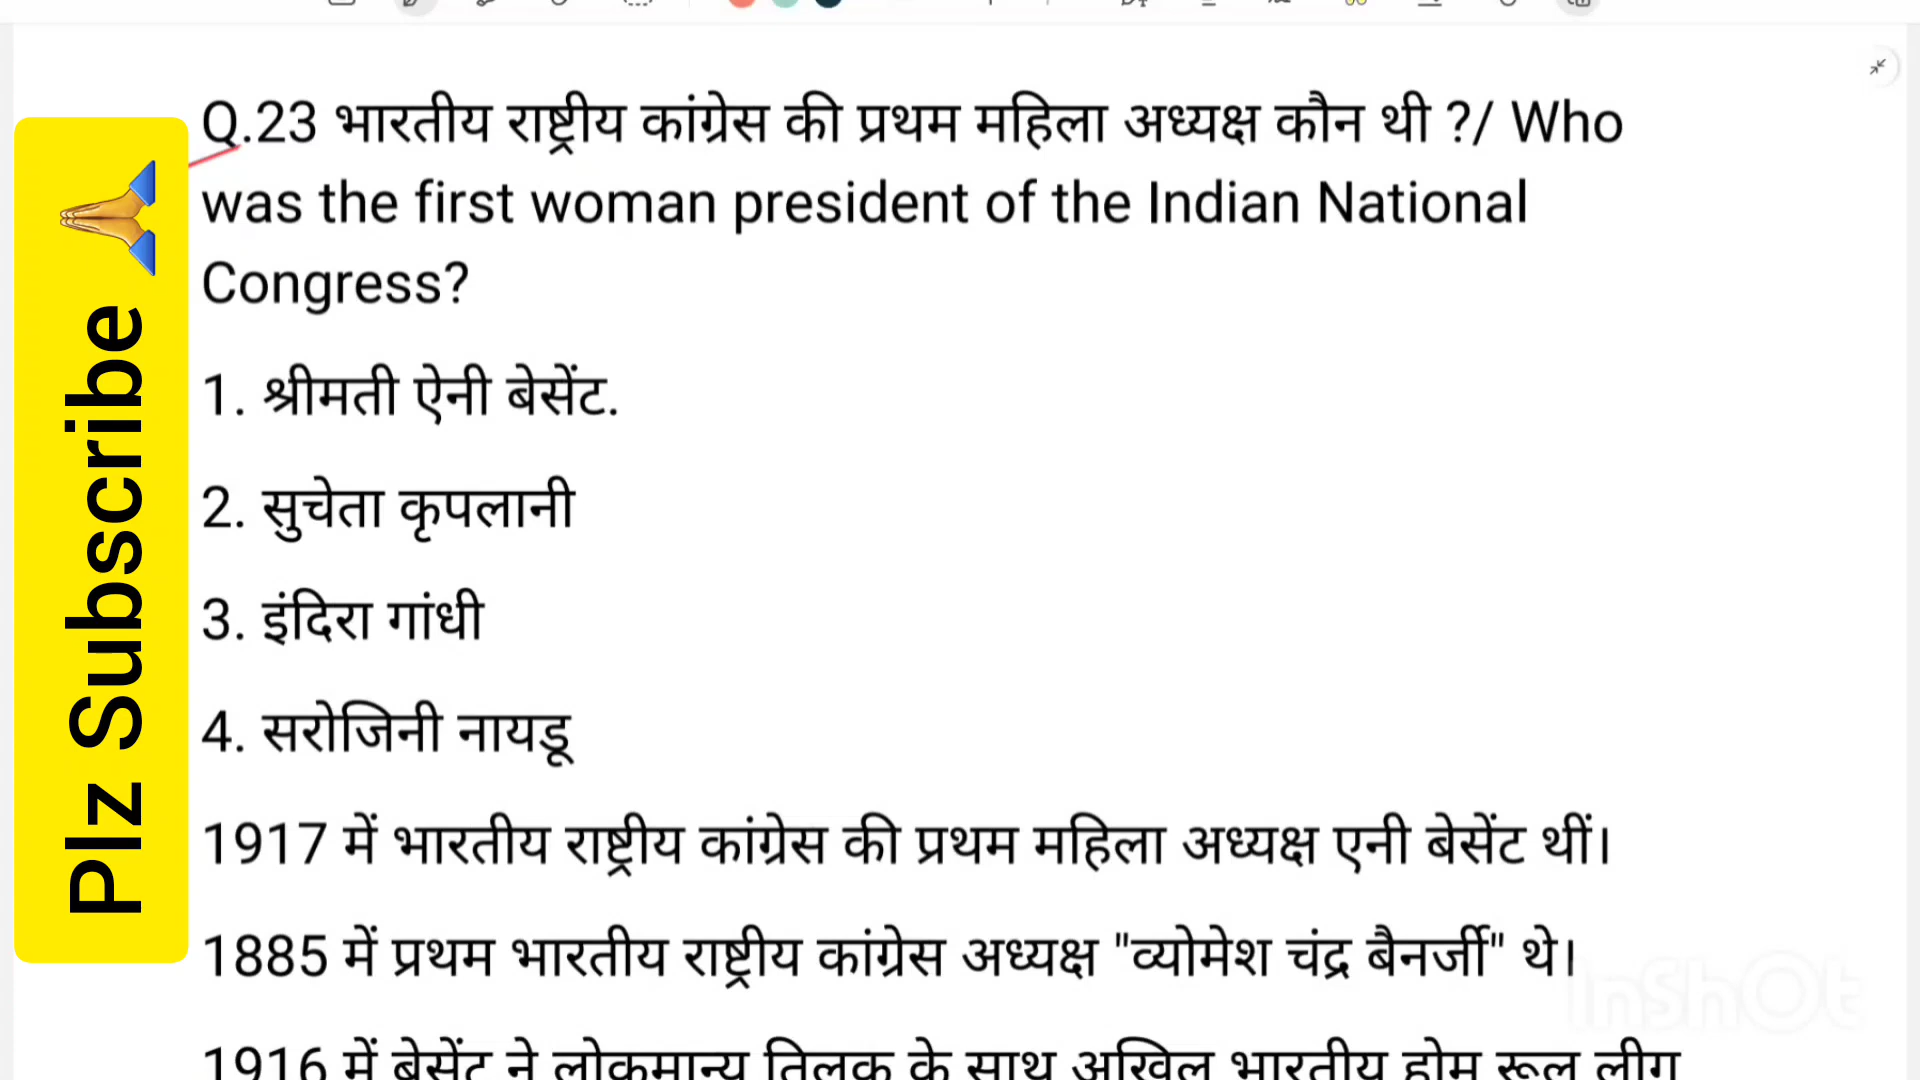 Q.23 भारतीय राष्ट्रीय कांग्रेस की प्रथम महिला अध्यक्ष कौन थी ?/ Who
was the first woman president of the Indian National
Congress?
1. श्रीमती ऐनी बेसेंट.
2. सुचेता कृपलानी
3. इंदिरा गांधी
4. सरोजिनी नायडू
1917 में भारतीय राष्ट्रीय कांग्रेस की प्रथम महिला अध्यक्ष एनी बेसेंट थीं।
1885 में प्रथम भारतीय राष्ट्रीय कांग्रेस अध्यक्ष "व्योमेश चंद्र बैनर्जी" थे।
1916 में बेसेंट ने लोकमान्य तिलक के साथ अखिल भारतीय होम रूल लीग
Plz Subscribe 🙏
InShOt